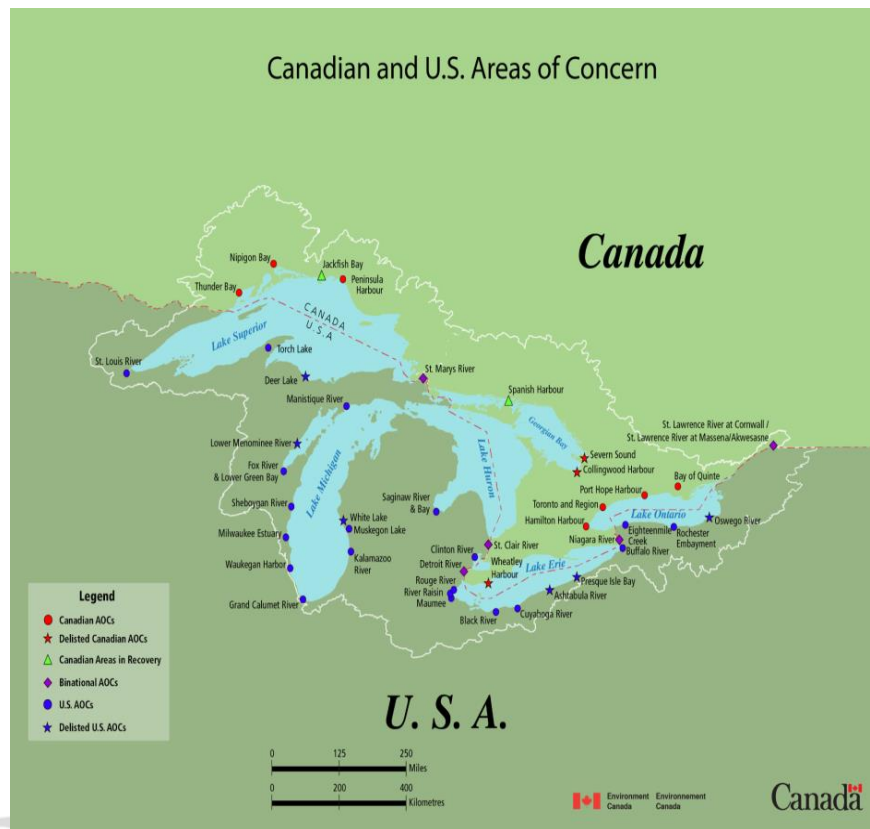 Canadian and U.S. Areas of Concern
Canada
Nipigon Bay
Jackfish Bay
Peninsula
Harbour
Thunder Bay
CANADA
U.S.A
Lake Superior
Torch Lake
St. Louis River
Deer Lake
St. Marys River
Manistique River
Spanish Harbour
Georgian Bay
St. Lawrence River at Cornwall /
St. Lawrence River at Massena/Akwesasne
Lower Menominee River
Severn Sound
Collingwood Harbour
Fox River
& Lower Green Bay
Lake Michigan
Lake Huron
Bay of Quinte
Port Hope Harbour
Saginaw River
& Bay
Sheboynan River
Toronto and Region
Lake Ontario
White Lake
Muskegon Lake
Hamilton Harbour
Oswego River
Eighteenmile
Creek
Rochester
Embayment
Milwaukee Estuary
Niagara River
St. Clair River
Buffalo River
Clinton River
Kalamazoo
River
Wheatley
Harbour
Lake Erie
Waukegan Harbor
Detroit River
Rouge River
Presque Isle Bay
River Raisin
Ashtabula River
Maumee
Grand Calumet River
Cuyahoga River
Black River
Legend
Canadian AOCs
Delisted Canadian AOCs
Canadian Areas in Recovery
Binational AOCs
U.S. AOCs
Delisted U.S. AOCs
U. S. A.
0 125 250
Miles
0 200 400
Kilometres
Environment Environnement
Canada Canada
Canada